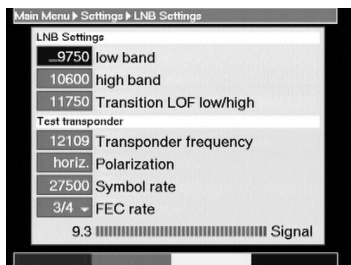 Main Menu ▸ Settings ▸ LNB Settings
LNB Settings
_9750 low band
10600 high band
11750 Transition LOF low/high
Test transponder
12109 Transponder frequency
horiz. Polarization
27500 Symbol rate
3/4 FEC rate
9.3 Signal